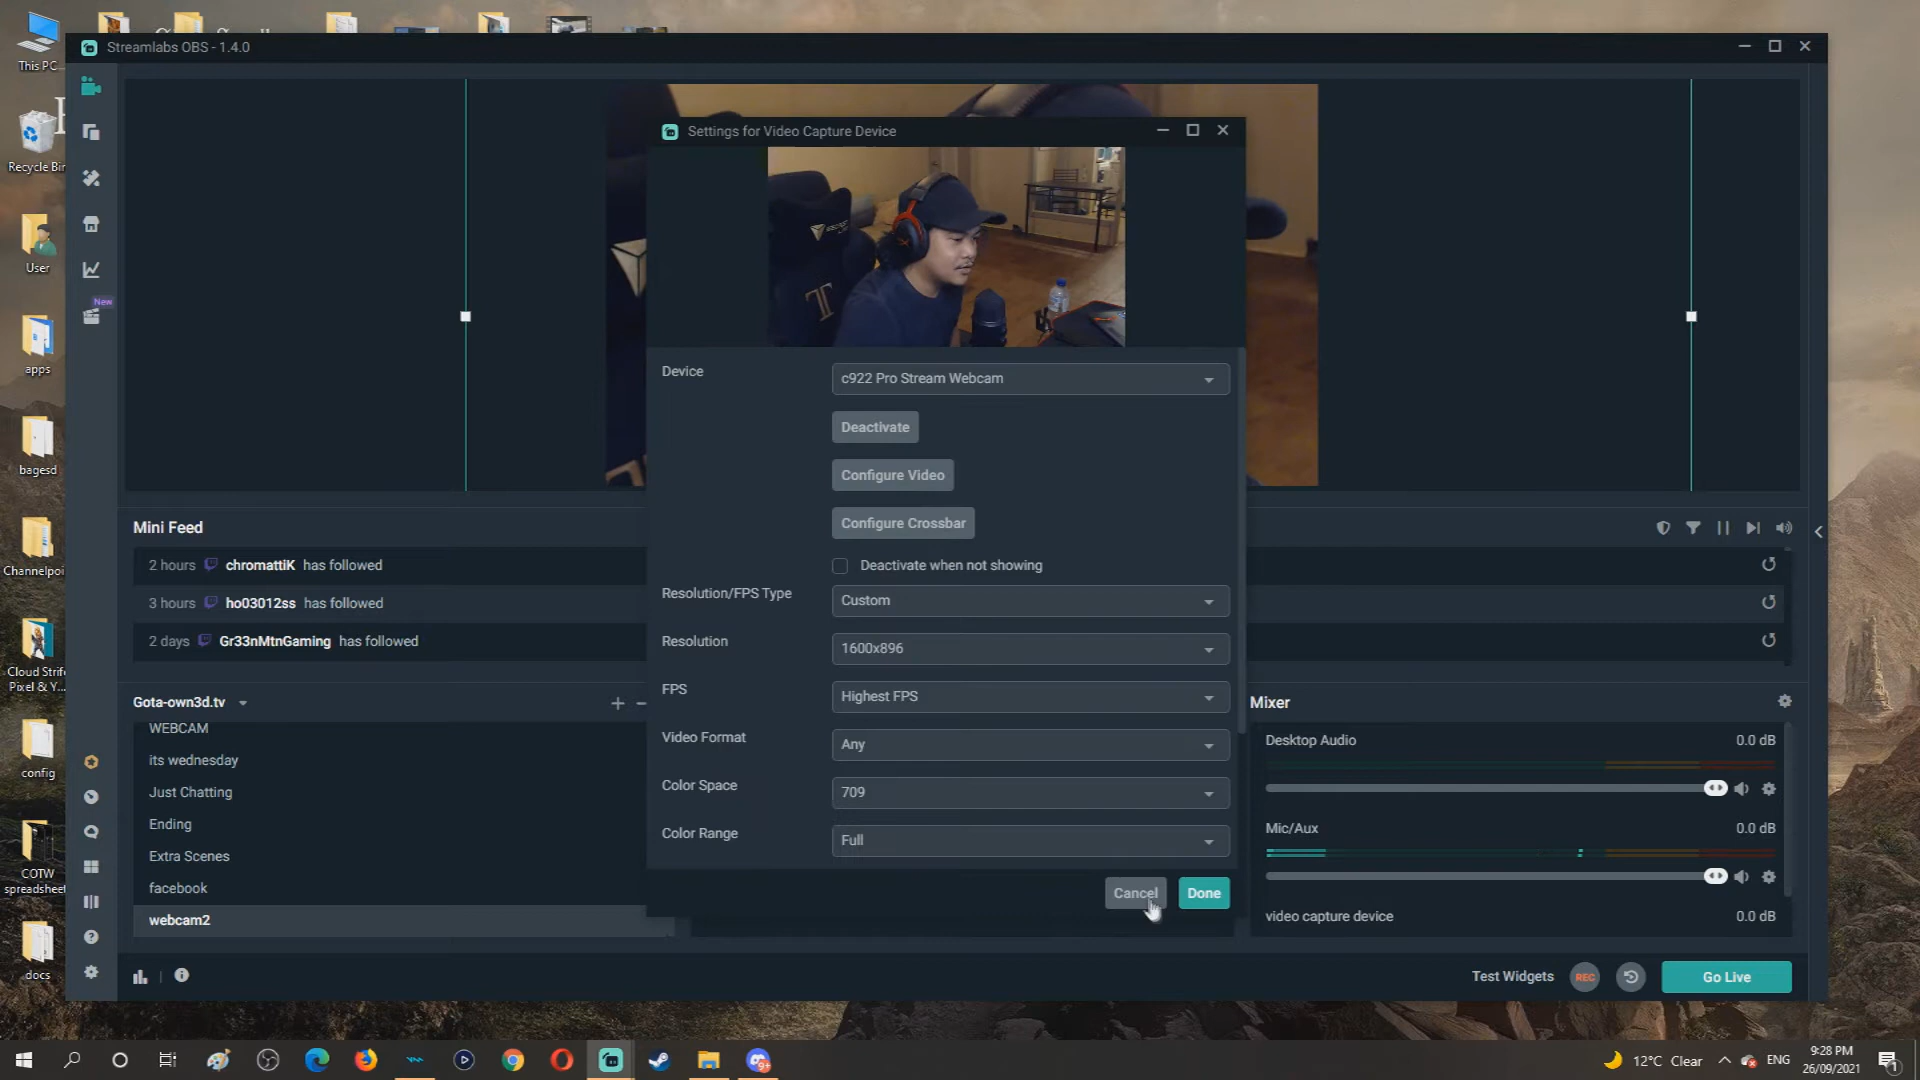 This PC
Recycle Bin
User
apps
bagesd
Channelpoi
Cloud Strif
Pixel & Y...
config
COTW
spreadsheet
docs
Streamlabs OBS - 1.4.0
New
Settings for Video Capture Device
Device
c922 Pro Stream Webcam
Deactivate
Configure Video
Configure Crossbar
Deactivate when not showing
Resolution/FPS Type
Custom
Resolution
1600x896
FPS
Highest FPS
Video Format
Any
Color Space
709
Color Range
Full
Cancel
Done
Mini Feed
2 hours chromattiK has followed
3 hours ho03012ss has followed
2 days Gr33nMtnGaming has followed
Gota-own3d.tv
WEBCAM
its wednesday
Just Chatting
Ending
Extra Scenes
facebook
webcam2
Mixer
Desktop Audio 0.0 dB
Mic/Aux 0.0 dB
video capture device 0.0 dB
Test Widgets
REC
Go Live
9+
12°C Clear
ENG
9:28 PM
26/09/2021
1